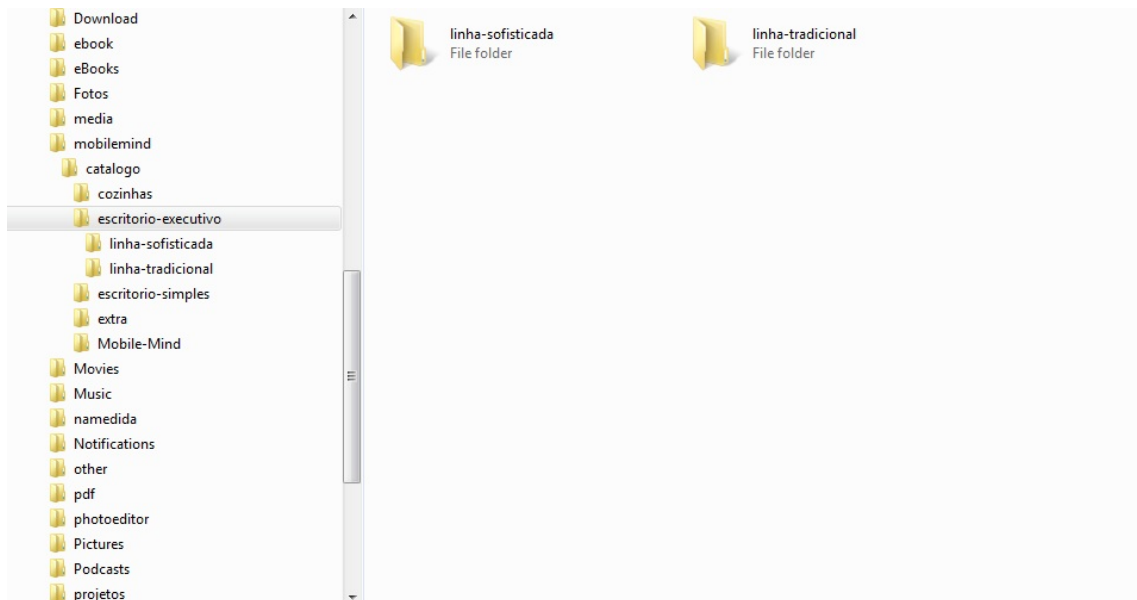 Download
ebook
eBooks
Fotos
media
mobilemind
catalogo
cozinhas
escritorio-executivo
linha-sofisticada
linha-tradicional
escritorio-simples
extra
Mobile-Mind
Movies
Music
namedida
Notifications
other
pdf
photoeditor
Pictures
Podcasts
projetos
linha-sofisticada
File folder
linha-tradicional
File folder